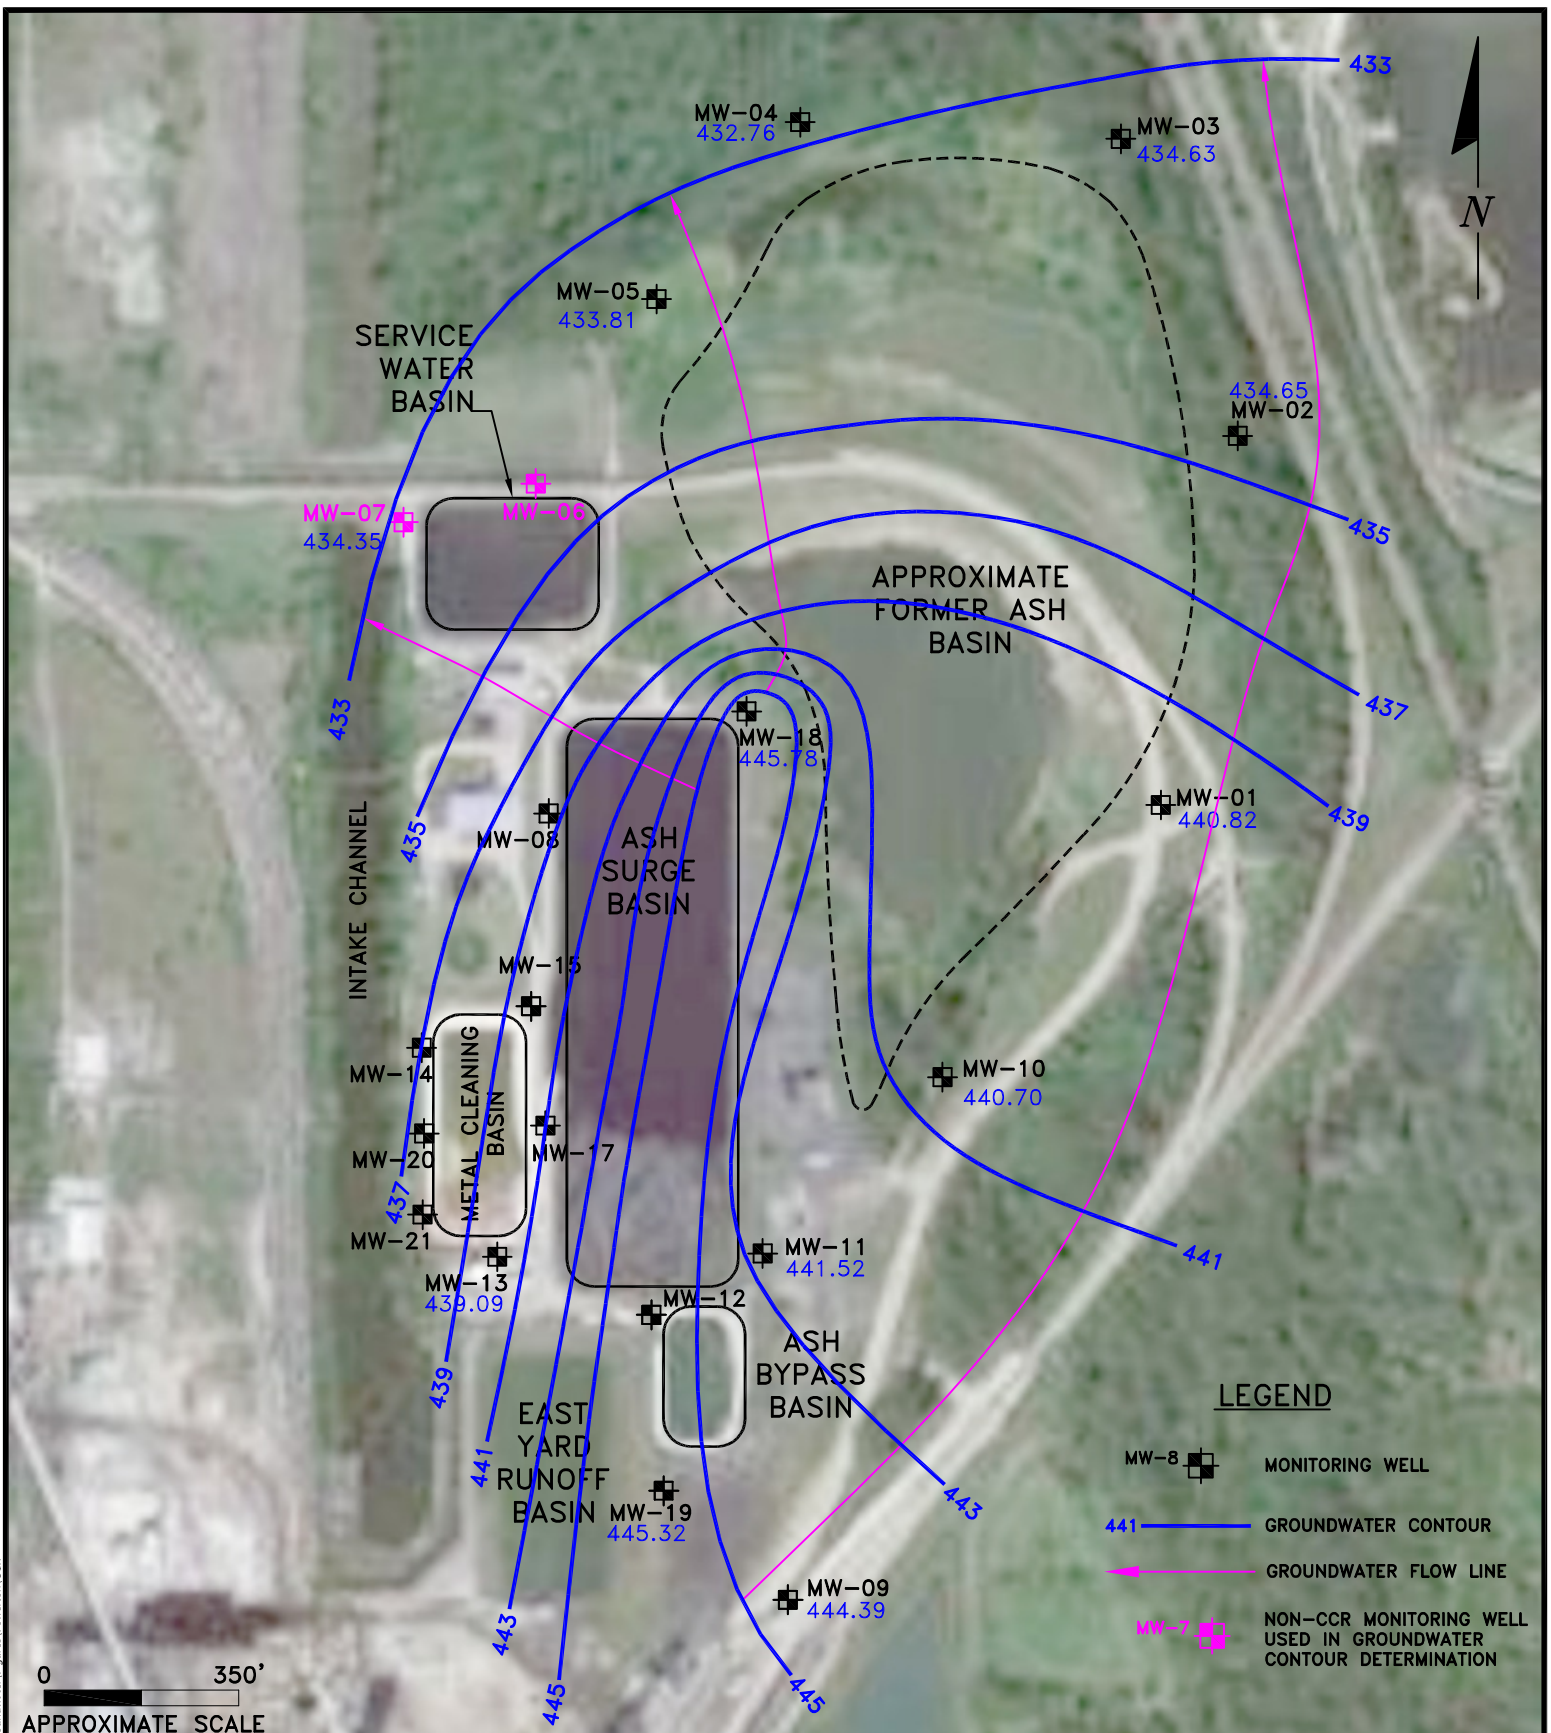 433
MW-04
432.76
MW-03
434.63
N
MW-05
433.81
SERVICE
WATER
BASIN
434.65
MW-02
MW-07
434.35
MW-06
435
APPROXIMATE
FORMER ASH
BASIN
433
437
MW-18
445.78
MW-01
440.82
439
435
MW-08
ASH
SURGE
BASIN
INTAKE CHANNEL
MW-15
MW-14
METAL CLEANING
BASIN
MW-10
440.70
MW-20
MW-17
437
MW-21
MW-11
441.52
441
MW-13
439.09
MW-12
ASH
BYPASS
BASIN
439
EAST
YARD
RUNOFF
BASIN
441
MW-19
445.32
443
MW-09
444.39
443
445
445
LEGEND
MW-8
MONITORING WELL
441
GROUNDWATER CONTOUR
GROUNDWATER FLOW LINE
MW-7
NON-CCR MONITORING WELL
USED IN GROUNDWATER
CONTOUR DETERMINATION
0 350'
APPROXIMATE SCALE